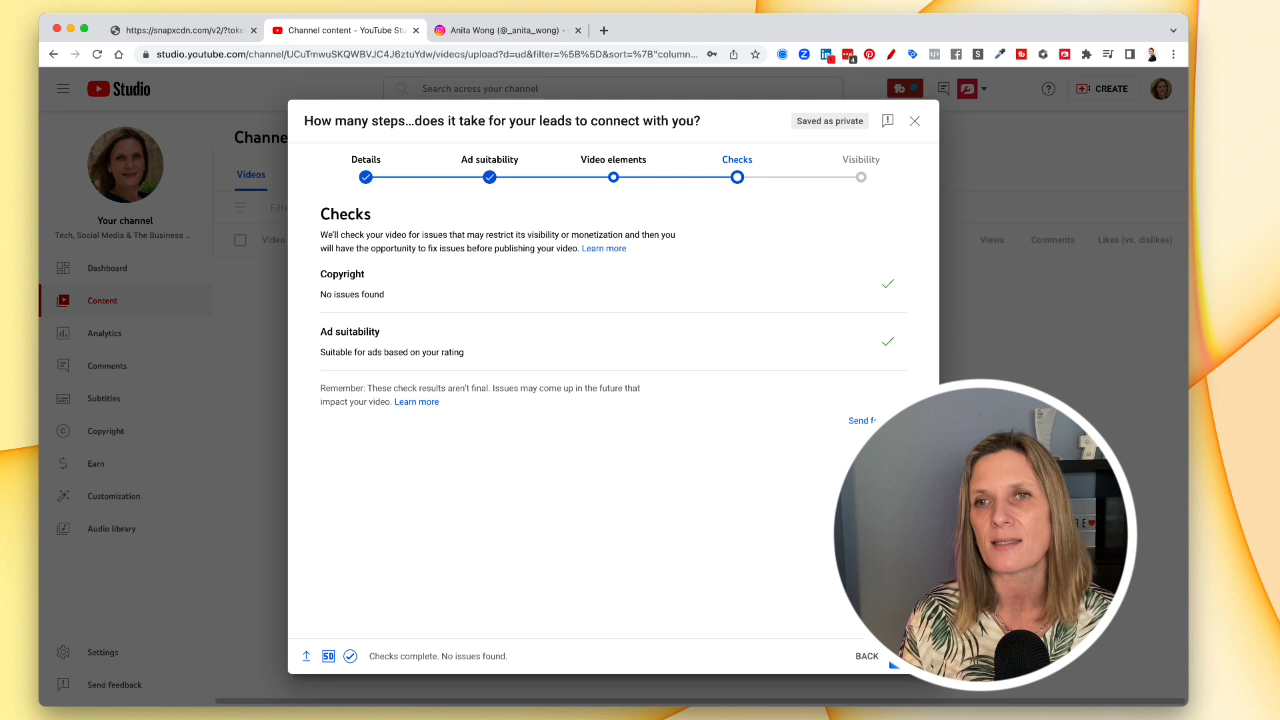 https://snapxcdn.com/v2/?toke
Channel content - YouTube Stu
Anita Wong (@_anita_wong) -
studio.youtube.com/channel/UCuTmwuSKQWBVJC4J6ztuYdw/videos/upload?d=ud&filter=%5B%5D&sort=%7B"column...
Studio
Search across your channel
CREATE
How many steps...does it take for your leads to connect with you?
Saved as private
Details
Ad suitability
Video elements
Checks
Visibility
Channe
Videos
Filt
Video
Views
Comments
Likes (vs. dislikes)
Your channel
Tech, Social Media & The Business ...
Dashboard
Content
Analytics
Comments
Subtitles
Copyright
Earn
Customization
Audio library
Settings
Send feedback
Checks
We'll check your video for issues that may restrict its visibility or monetization and then you
will have the opportunity to fix issues before publishing your video. Learn more
Copyright
No issues found
Ad suitability
Suitable for ads based on your rating
Remember: These check results aren't final. Issues may come up in the future that
impact your video. Learn more
Send f
SD
Checks complete. No issues found.
BACK